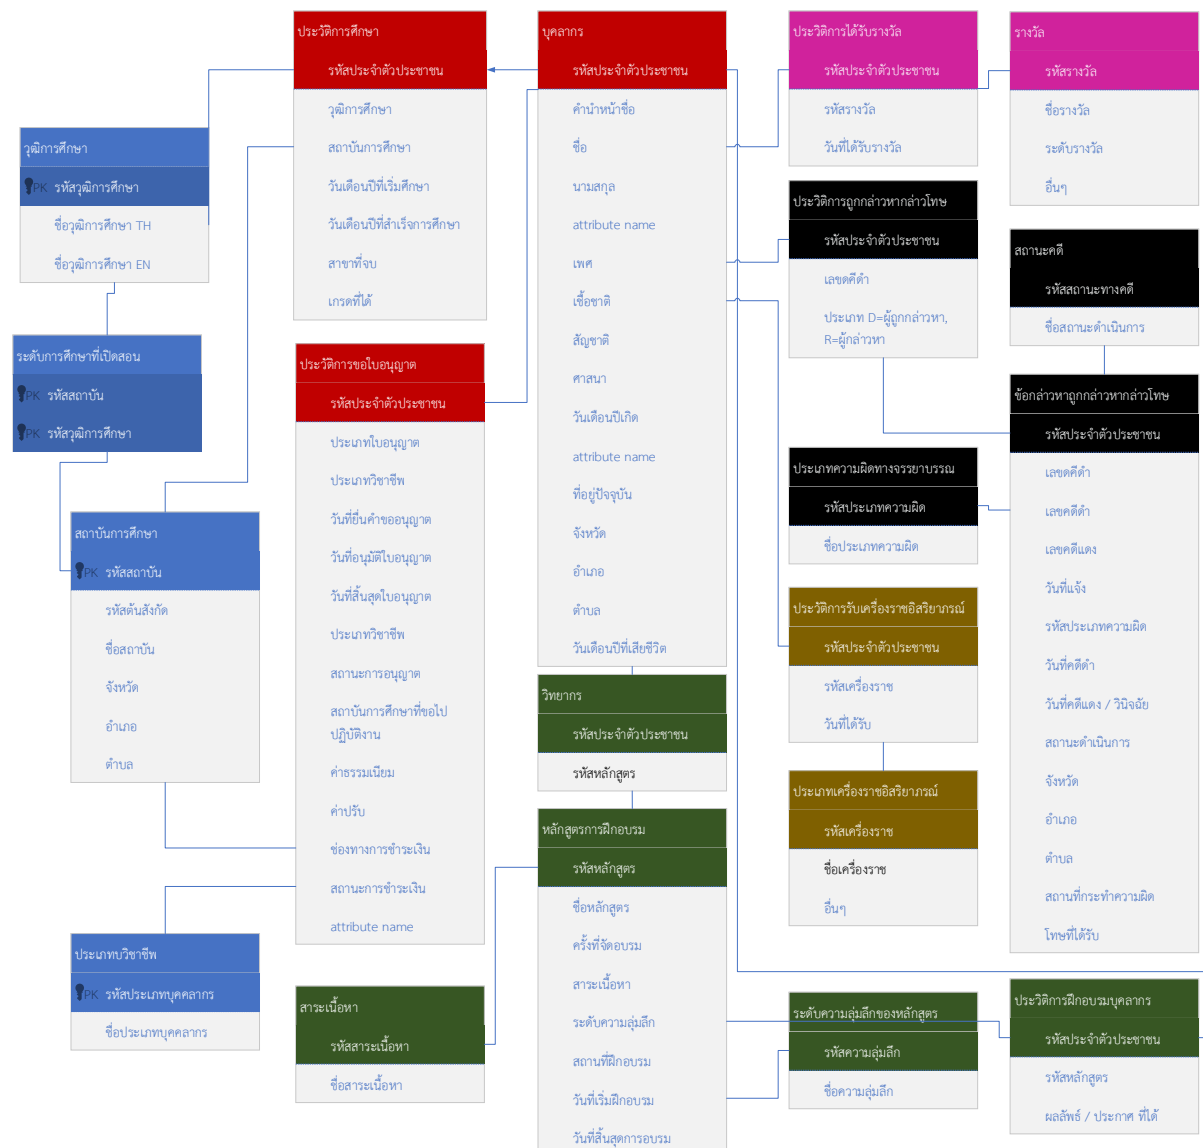 ประวัติการศึกษา
รหัสประจำตัวประชาชน
วุฒิการศึกษา
สถาบันการศึกษา
วันเดือนปีที่เริ่มศึกษา
วันเดือนปีที่สำเร็จการศึกษา
สาขาที่จบ
เกรดที่ได้
บุคลากร
รหัสประจำตัวประชาชน
คำนำหน้าชื่อ
ชื่อ
นามสกุล
attribute name
เพศ
เชื้อชาติ
สัญชาติ
ศาสนา
วันเดือนปีเกิด
attribute name
ที่อยู่ปัจจุบัน
จังหวัด
อำเภอ
ตำบล
วันเดือนปีที่เสียชีวิต
ประวัติการได้รับรางวัล
รหัสประจำตัวประชาชน
รหัสรางวัล
วันที่ได้รับรางวัล
รางวัล
รหัสรางวัล
ชื่อรางวัล
ระดับรางวัล
อื่นๆ
วุฒิการศึกษา
PK รหัสวุฒิการศึกษา
ชื่อวุฒิการศึกษา TH
ชื่อวุฒิการศึกษา EN
ประวัติการถูกกล่าวหากล่าวโทษ
รหัสประจำตัวประชาชน
เลขคดีดำ
ประเภท D=ผู้ถูกกล่าวหา,
R=ผู้กล่าวหา
สถานะคดี
รหัสสถานะทางคดี
ชื่อสถานะดำเนินการ
ระดับการศึกษาที่เปิดสอน
PK รหัสสถาบัน
PK รหัสวุฒิการศึกษา
ประวัติการขอใบอนุญาต
รหัสประจำตัวประชาชน
ประเภทใบอนุญาต
ประเภทวิชาชีพ
วันที่ยื่นคำขออนุญาต
วันที่อนุมัติใบอนุญาต
วันที่สิ้นสุดใบอนุญาต
ประเภทวิชาชีพ
สถานะการอนุญาต
สถาบันการศึกษาที่ขอไป
ปฏิบัติงาน
ค่าธรรมเนียม
ค่าปรับ
ช่องทางการชำระเงิน
สถานะการชำระเงิน
attribute name
ข้อกล่าวหาถูกกล่าวหากล่าวโทษ
รหัสประจำตัวประชาชน
เลขคดีดำ
เลขคดีดำ
เลขคดีแดง
วันที่แจ้ง
รหัสประเภทความผิด
วันที่คดีดำ
วันที่คดีแดง / วินิจฉัย
สถานะดำเนินการ
จังหวัด
อำเภอ
ตำบล
สถานที่กระทำความผิด
โทษที่ได้รับ
ประเภทความผิดทางจรรยาบรรณ
รหัสประเภทความผิด
ชื่อประเภทความผิด
สถาบันการศึกษา
PK รหัสสถาบัน
รหัสต้นสังกัด
ชื่อสถาบัน
จังหวัด
อำเภอ
ตำบล
ประวัติการรับเครื่องราชอิสริยาภรณ์
รหัสประจำตัวประชาชน
รหัสเครื่องราช
วันที่ได้รับ
วิทยากร
รหัสประจำตัวประชาชน
รหัสหลักสูตร
ประเภทเครื่องราชอิสริยาภรณ์
รหัสเครื่องราช
ชื่อเครื่องราช
อื่นๆ
หลักสูตรการฝึกอบรม
รหัสหลักสูตร
ชื่อหลักสูตร
ครั้งที่จัดอบรม
สาระเนื้อหา
ระดับความลุ่มลึก
สถานที่ฝึกอบรม
วันที่เริ่มฝึกอบรม
วันที่สิ้นสุดการอบรม
ประเภทบวิชาชีพ
PK รหัสประเภทบุคคลากร
ชื่อประเภทบุคคลากร
สาระเนื้อหา
รหัสสาระเนื้อหา
ชื่อสาระเนื้อหา
ระดับความลุ่มลึกของหลักสูตร
รหัสความลุ่มลึก
ชื่อความลุ่มลึก
ประวัติการฝึกอบรมบุคลากร
รหัสประจำตัวประชาชน
รหัสหลักสูตร
ผลลัพธ์ / ประกาศ ที่ได้